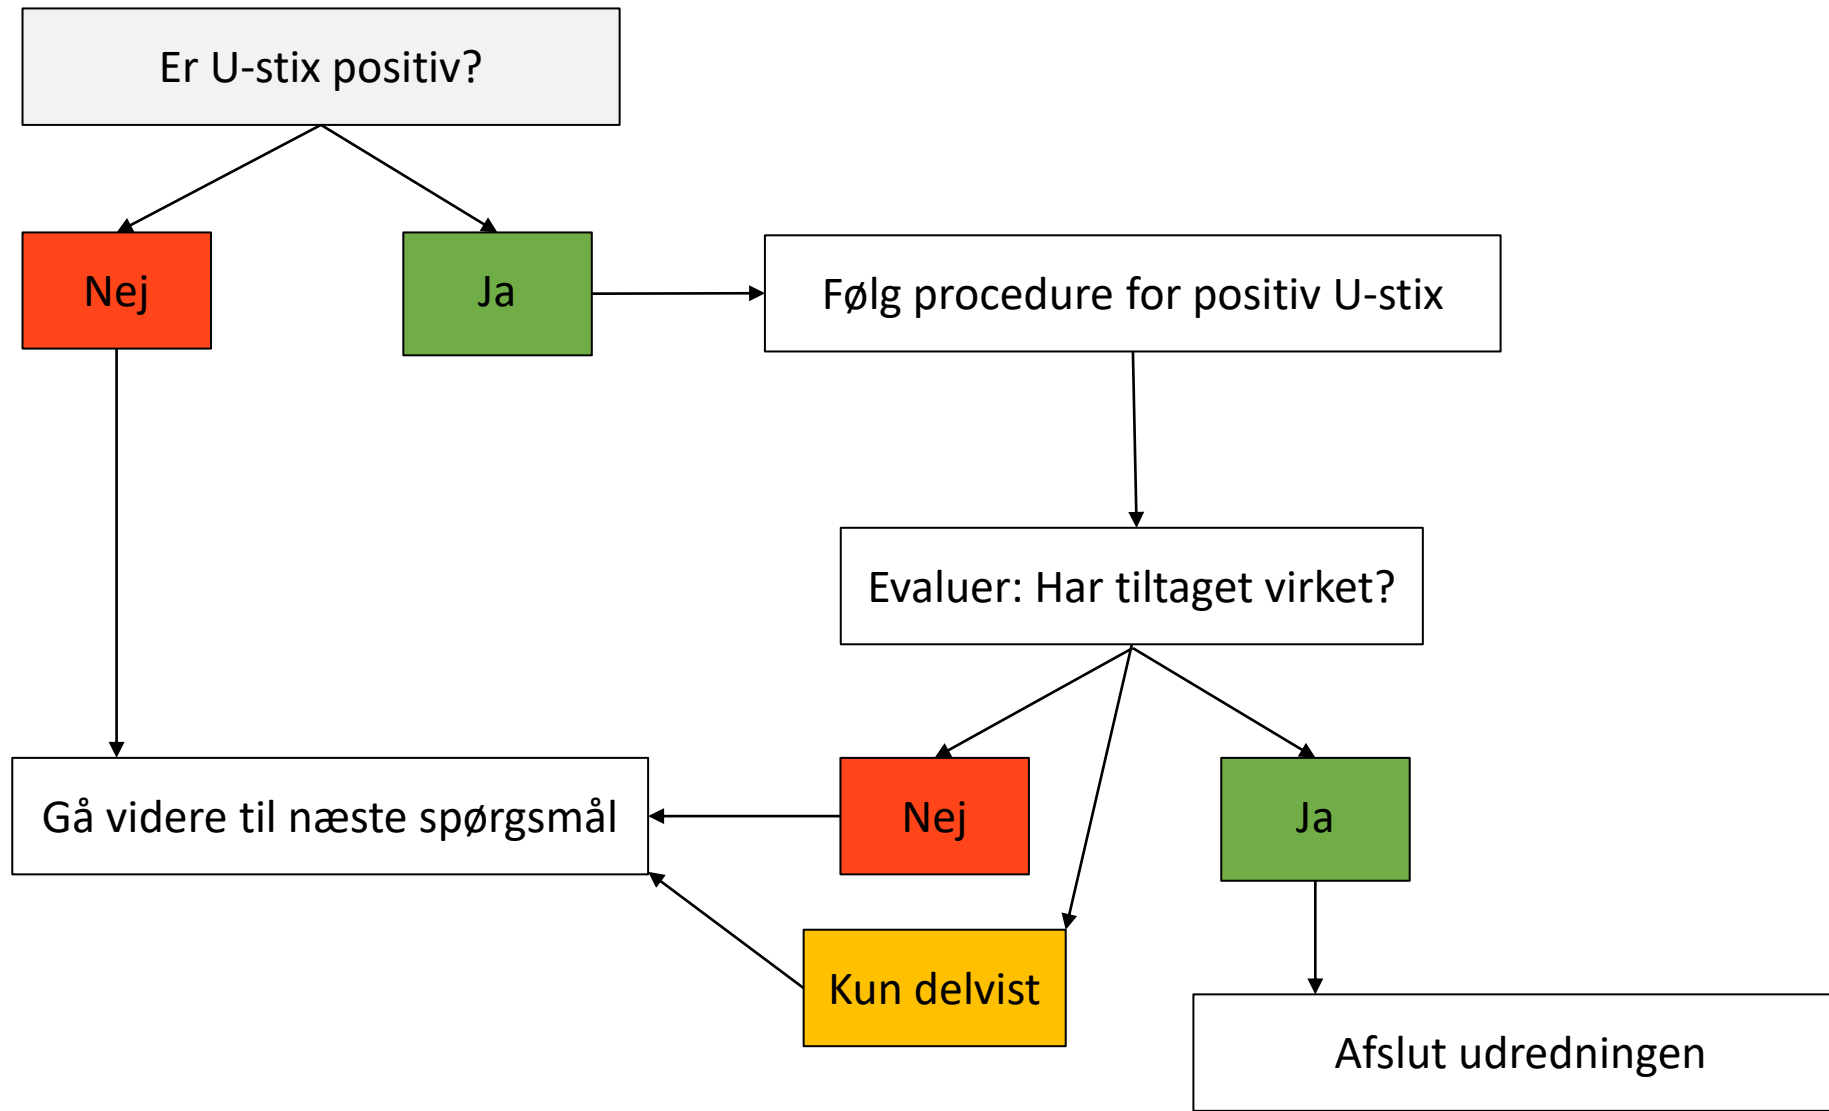 Er U-stix positiv?
Nej
Ja
Følg procedure for positiv U-stix
Evaluer: Har tiltaget virket?
Gå videre til næste spørgsmål
Nej
Ja
Kun delvist
Afslut udredningen